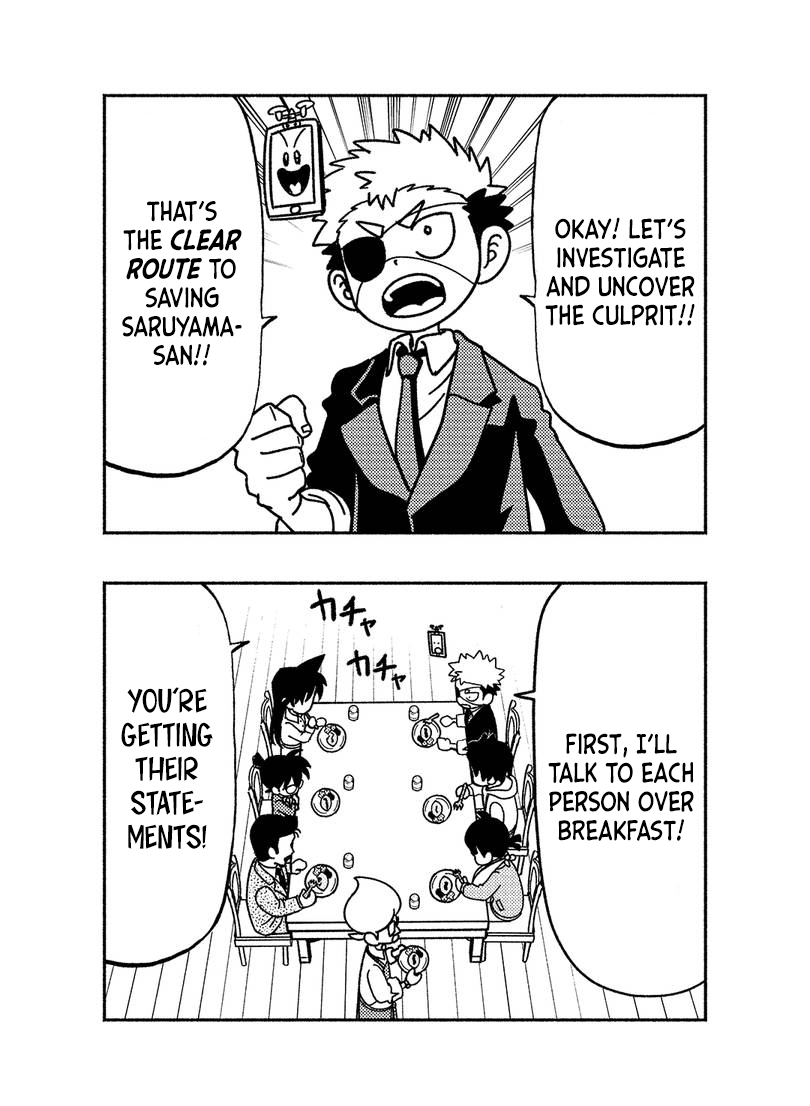 OKAY! LET'S
INVESTIGATE
AND UNCOVER
THE CULPRIT!!
THAT'S
THE CLEAR
ROUTE TO
SAVING
SARUYAMA-
SAN!!
FIRST, I'LL
TALK TO EACH
PERSON OVER
BREAKFAST!
カチャ
カチャ
YOU'RE
GETTING
THEIR
STATE-
MENTS!